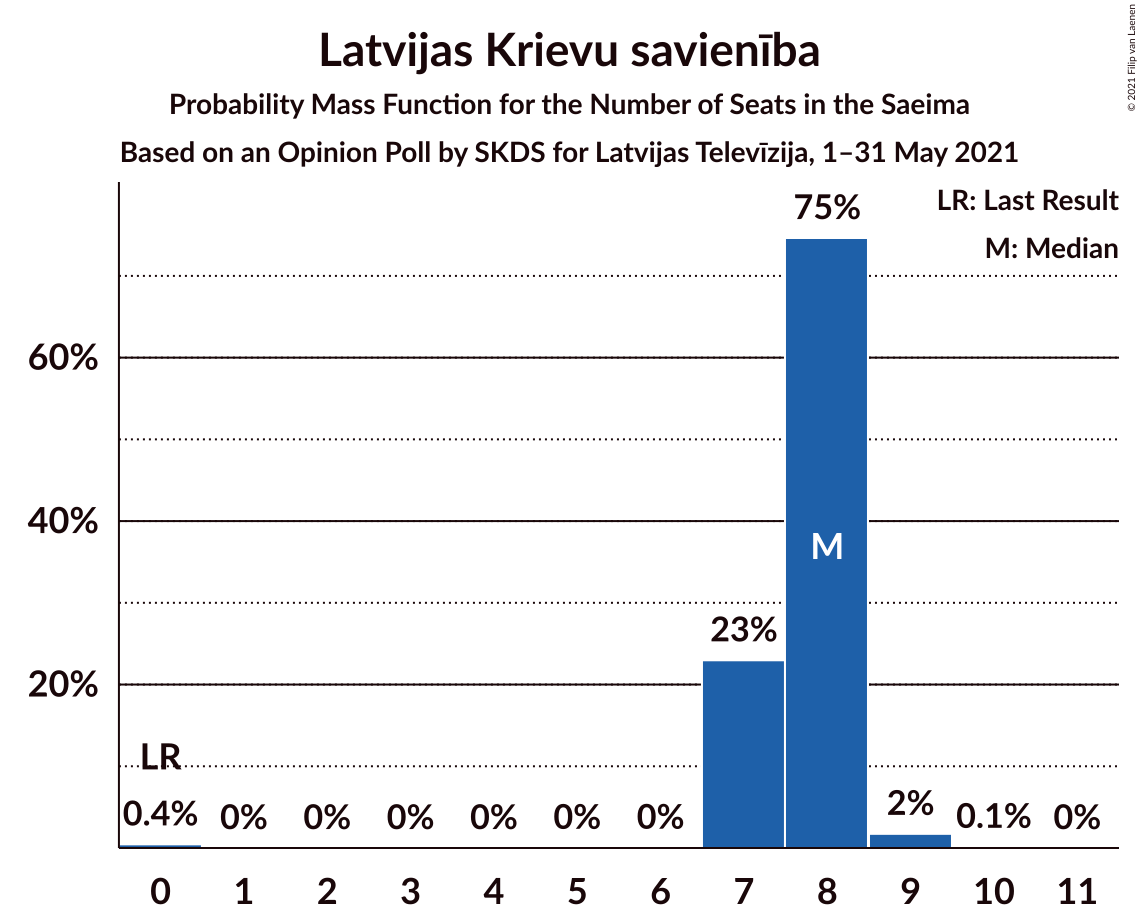 Latvijas Krievu savienība
Probability Mass Function for the Number of Seats in the Saeima
Based on an Opinion Poll by SKDS for Latvijas Televīzija, 1–31 May 2021
© 2021 Filip van Laenen
LR: Last Result
M: Median
75%
60%
40%
M
23%
20%
LR
0.4% 0% 0% 0% 0% 0% 0% 2% 0.1% 0%
0 1 2 3 4 5 6 7 8 9 10 11